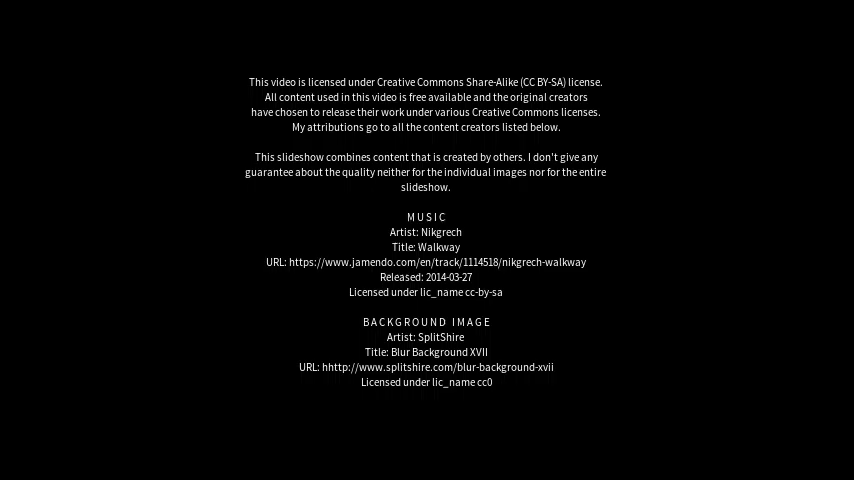 This video is licensed under Creative Commons Share-Alike (CC BY-SA) license.
All content used in this video is free available and the original creators
have chosen to release their work under various Creative Commons licenses.
My attributions go to all the content creators listed below.
This slideshow combines content that is created by others. I don't give any
guarantee about the quality neither for the individual images nor for the entire
slideshow.
MUSIC
Artist: Nikgrech
Title: Walkway
URL: https://www.jamendo.com/en/track/1114518/nikgrech-walkway
Released: 2014-03-27
Licensed under lic_name cc-by-sa
BACKGROUND IMAGE
Artist: SplitShire
Title: Blur Background XVII
URL: hhttp://www.splitshire.com/blur-background-xvii
Licensed under lic_name cc0